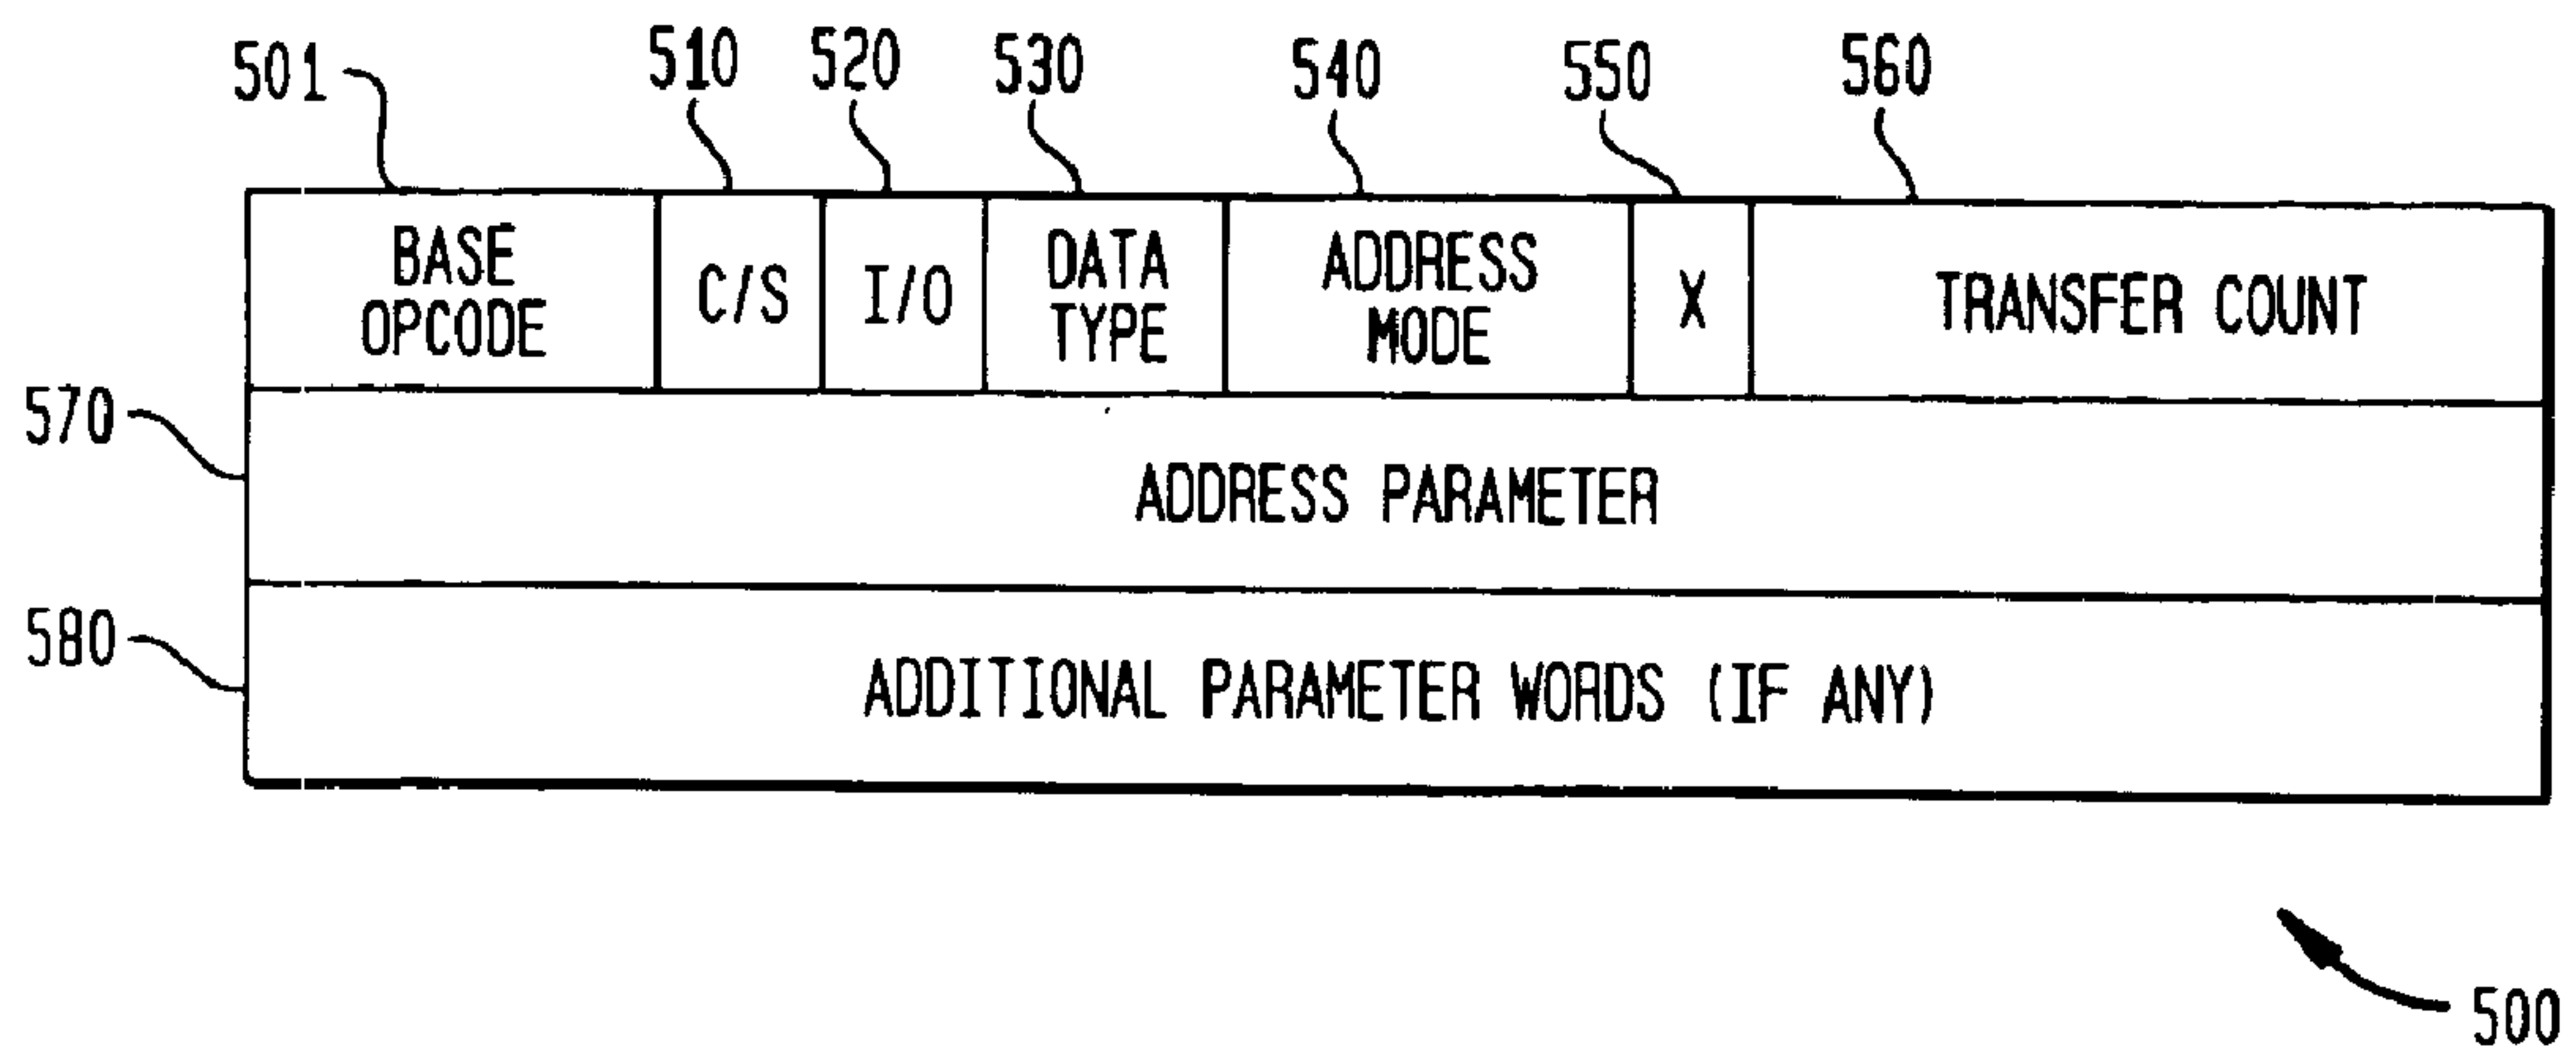 501 510 520 530 540 550 560
BASE OPCODE C/S I/O DATA TYPE ADDRESS MODE X TRANSFER COUNT
570
ADDRESS PARAMETER
580
ADDITIONAL PARAMETER WORDS (IF ANY)
500